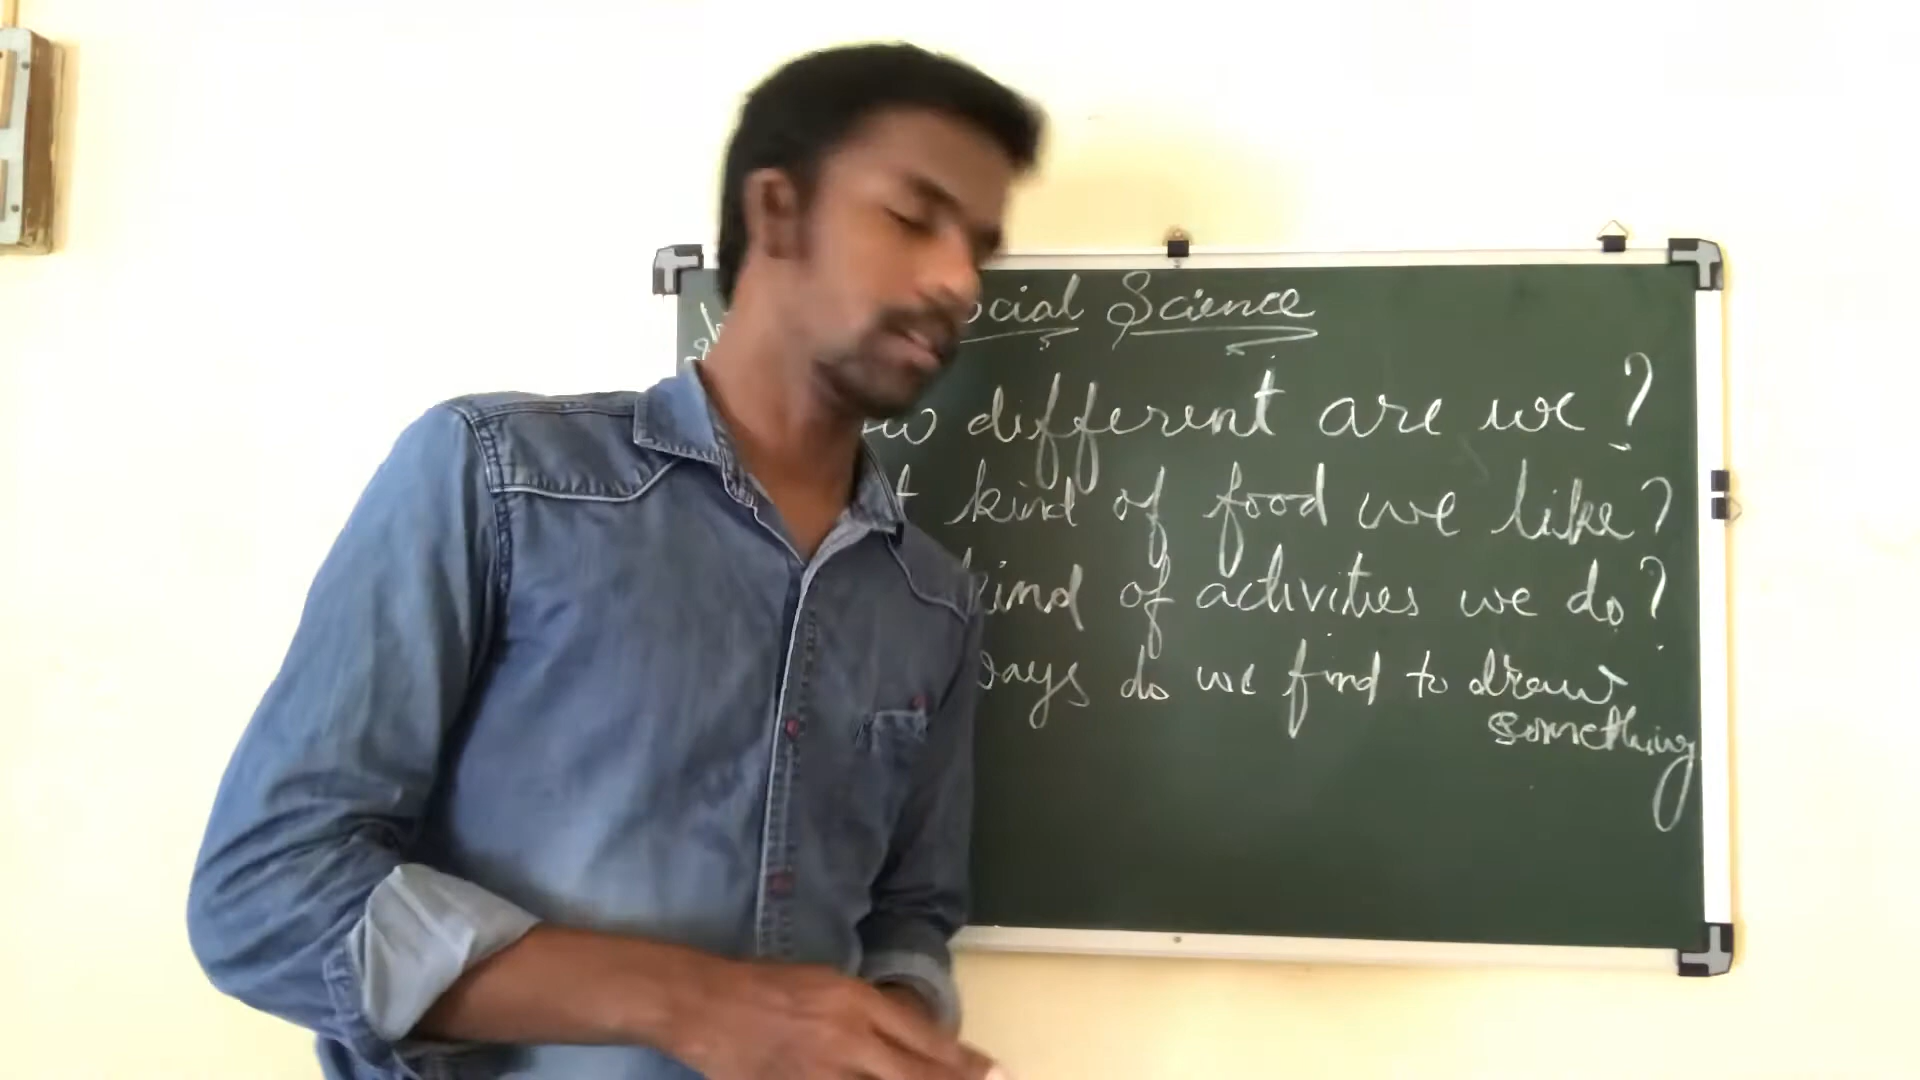 Social Science
different are we?
kind of food we like?
kind of activities we do?
ways do we find to draw
something